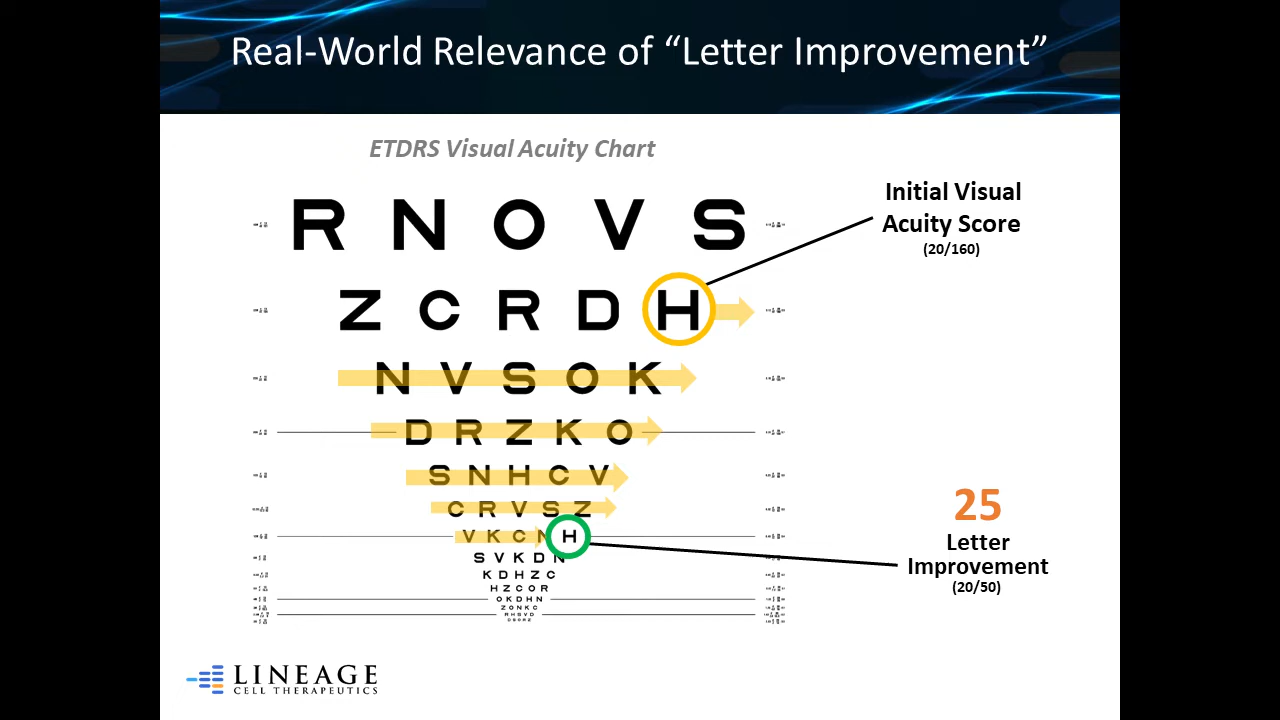 Real-World Relevance of “Letter Improvement”
ETDRS Visual Acuity Chart
Initial Visual
Acuity Score
(20/160)
R N O V S
Z C R D H
N V S O K
D R Z K O
S N H C V
C R V S Z
V K C N H
S V K D N
K D H Z C
H Z C O R
O K D H N
Z O N K C
R H S V D
25
Letter
Improvement
(20/50)
LINEAGE
CELL THERAPEUTICS